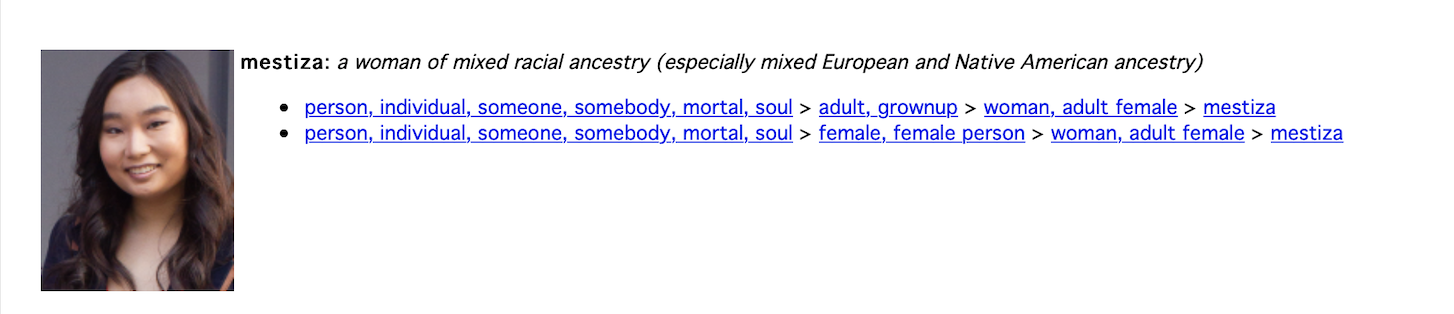 mestiza: a woman of mixed racial ancestry (especially mixed European and Native American ancestry)
• person, individual, someone, somebody, mortal, soul > adult, grownup > woman, adult female > mestiza
• person, individual, someone, somebody, mortal, soul > female, female person > woman, adult female > mestiza